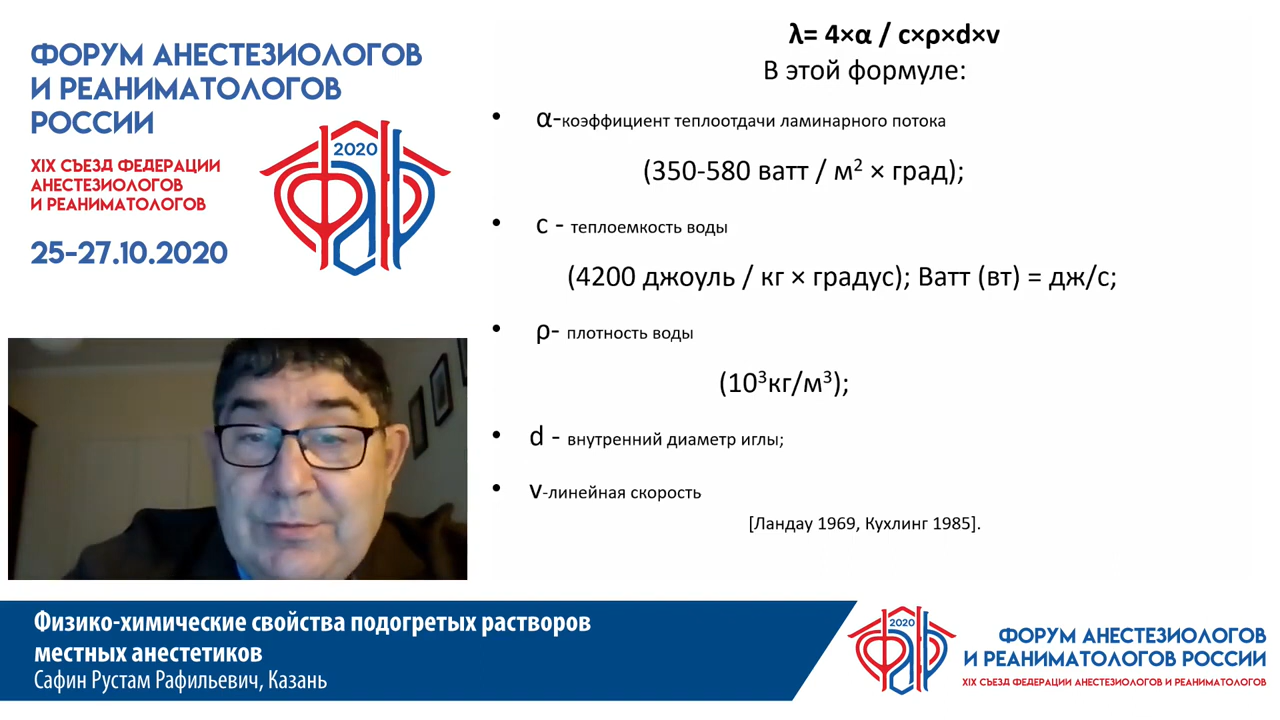 ФОРУМ АНЕСТЕЗИОЛОГОВ
И РЕАНИМАТОЛОГОВ
РОССИИ
XIX СЪЕЗД ФЕДЕРАЦИИ
АНЕСТЕЗИОЛОГОВ
И РЕАНИМАТОЛОГОВ
25-27.10.2020
2020
λ= 4×α / c×ρ×d×v
В этой формуле:
• α-коэффициент теплоотдачи ламинарного потока
(350-580 ватт / м² × град);
• c - теплоемкость воды
(4200 джоуль / кг × градус); Ватт (вт) = дж/с;
• ρ- плотность воды
(10³кг/м³);
• d - внутренний диаметр иглы;
• v-линейная скорость
[Ландау 1969, Кухлинг 1985].
Физико-химические свойства подогретых растворов
местных анестетиков
Сафин Рустам Рафильевич, Казань
2020
ФОРУМ АНЕСТЕЗИОЛОГОВ
И РЕАНИМАТОЛОГОВ РОССИИ
XIX СЪЕЗД ФЕДЕРАЦИИ АНЕСТЕЗИОЛОГОВ И РЕАНИМАТОЛОГОВ